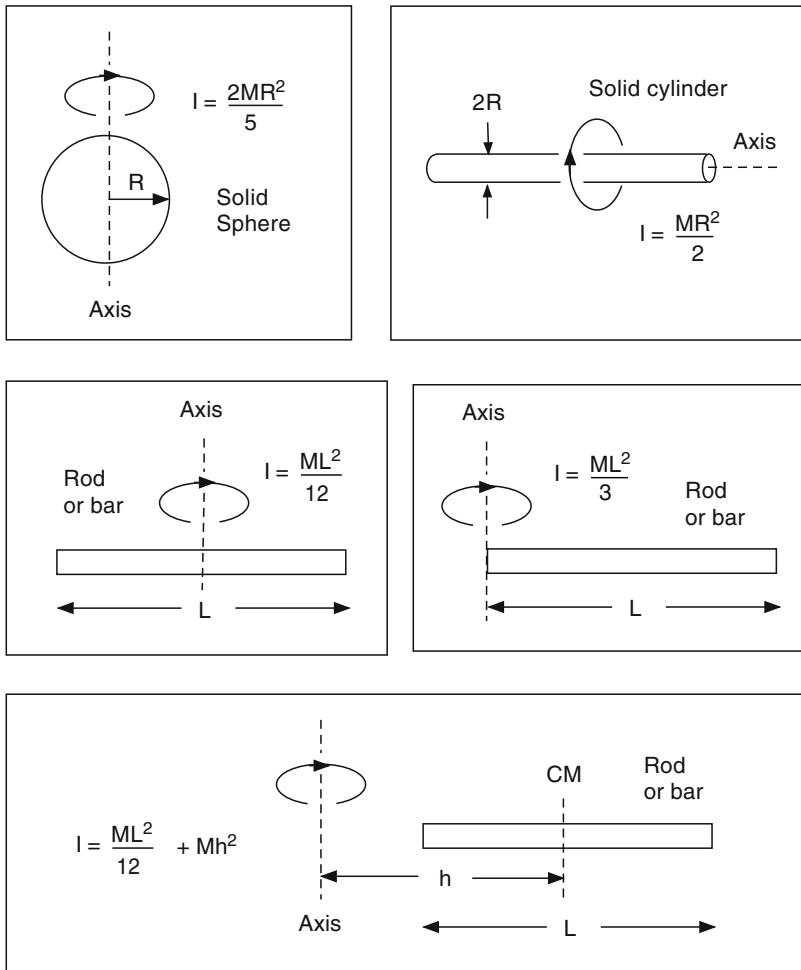 I = 2MR²/5
R
Solid
Sphere
Axis
Solid cylinder
2R
Axis
I = MR²/2
Axis
Rod
or bar
I = ML²/12
L
Axis
I = ML²/3
Rod
or bar
L
CM
Rod
or bar
I = ML²/12 + Mh²
h
Axis
L